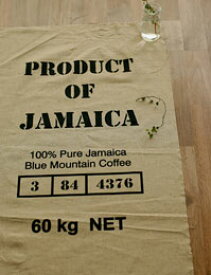 PRODUCT
OF
JAMAICA
100% Pure Jamaica
Blue Mountain Coffee
3 84 4376
60 kg NET